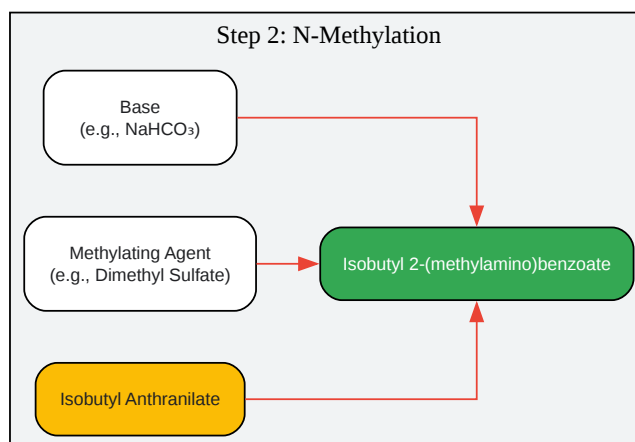 Step 2: N-Methylation
Base
(e.g., NaHCO₃)
Methylating Agent
(e.g., Dimethyl Sulfate)
Isobutyl 2-(methylamino)benzoate
Isobutyl Anthranilate